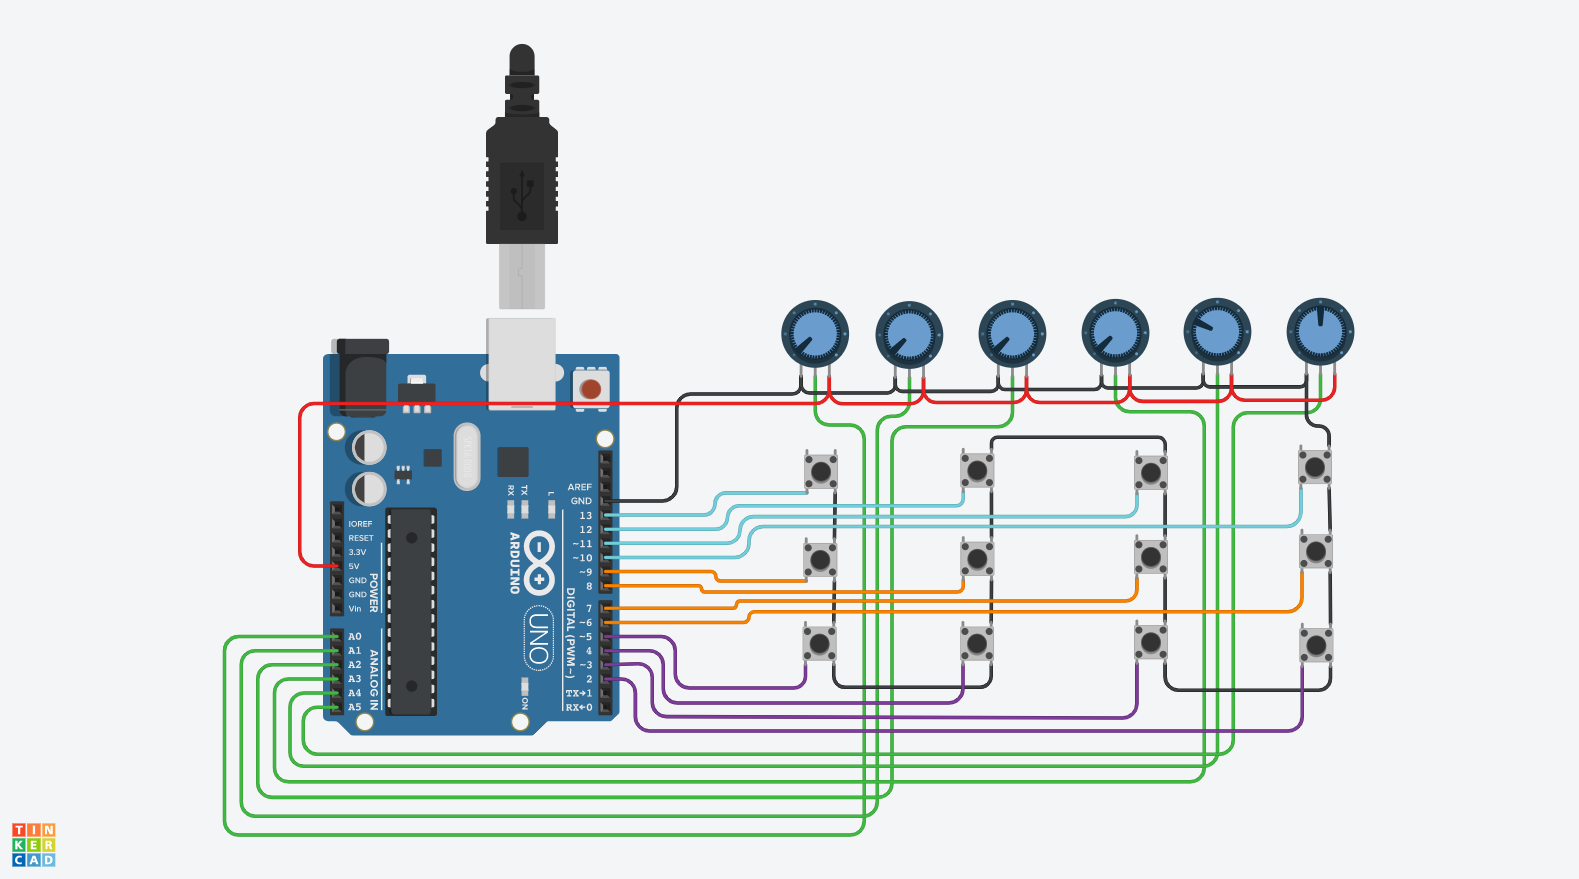 AREF
GND
13
12
~11
~10
~9
8
7
~6
~5
4
~3
2
TX→1
RX←0
DIGITAL (PWM~)
RX
TX
L
ARDUINO
UNO
ON
IOREF
RESET
3.3V
5V
GND
GND
Vin
POWER
A0
A1
A2
A3
A4
A5
ANALOG IN
TIN
KER
CAD